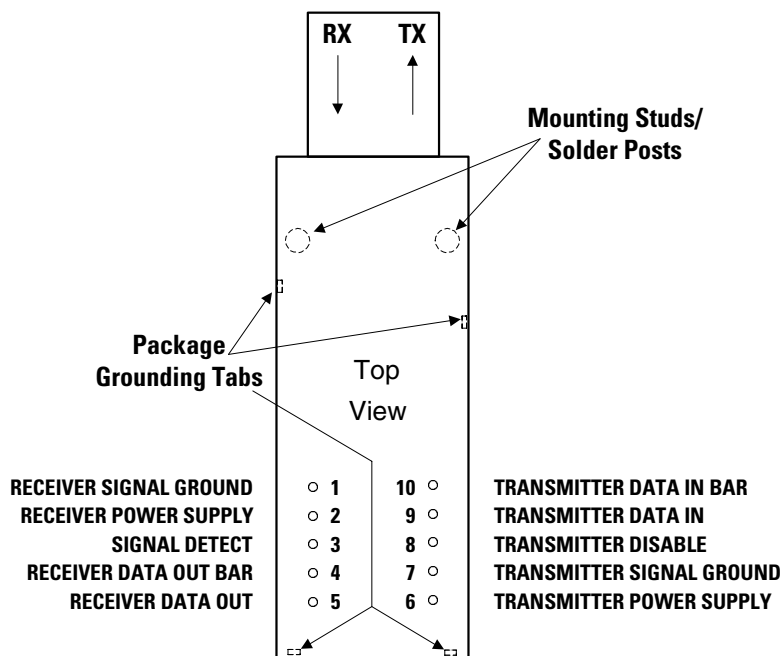 RX TX
Mounting Studs/
Solder Posts
Package
Grounding Tabs
Top
View
RECEIVER SIGNAL GROUND 1 10 TRANSMITTER DATA IN BAR
RECEIVER POWER SUPPLY 2 9 TRANSMITTER DATA IN
SIGNAL DETECT 3 8 TRANSMITTER DISABLE
RECEIVER DATA OUT BAR 4 7 TRANSMITTER SIGNAL GROUND
RECEIVER DATA OUT 5 6 TRANSMITTER POWER SUPPLY